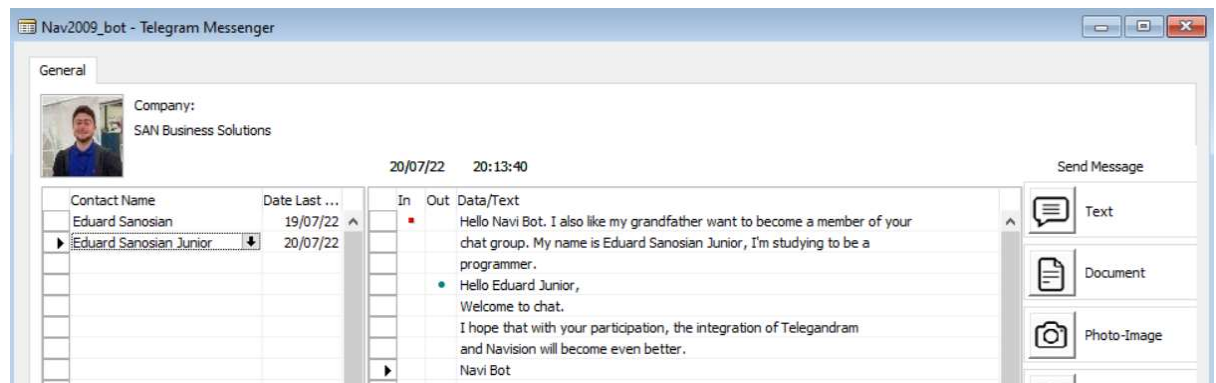 Nav2009_bot - Telegram Messenger
General
Company:
SAN Business Solutions
20/07/22 20:13:40
Send Message
Contact Name Date Last ...
Eduard Sanosian 19/07/22
Eduard Sanosian Junior 20/07/22
In Out Data/Text
Hello Navi Bot. I also like my grandfather want to become a member of your
chat group. My name is Eduard Sanosian Junior, I'm studying to be a
programmer.
Hello Eduard Junior,
Welcome to chat.
I hope that with your participation, the integration of Telegandram
and Navision will become even better.
Navi Bot
Text
Document
Photo-Image